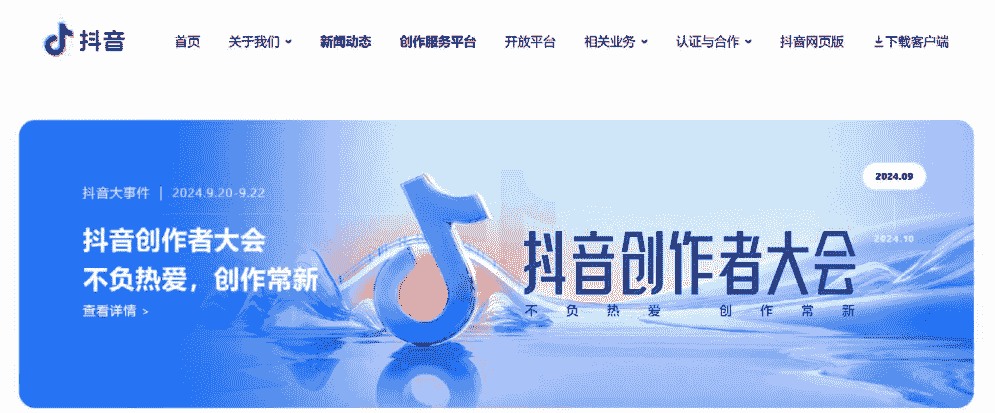 抖音 首页 关于我们 新闻动态 创作服务平台 开放平台 相关业务 认证与合作 抖音网页版 下载客户端
2024.09
抖音大事件 | 2024.9.20-9.22
抖音创作者大会
不负热爱，创作常新
查看详情 >
抖音创作者大会
不负热爱 创作常新
2024.10